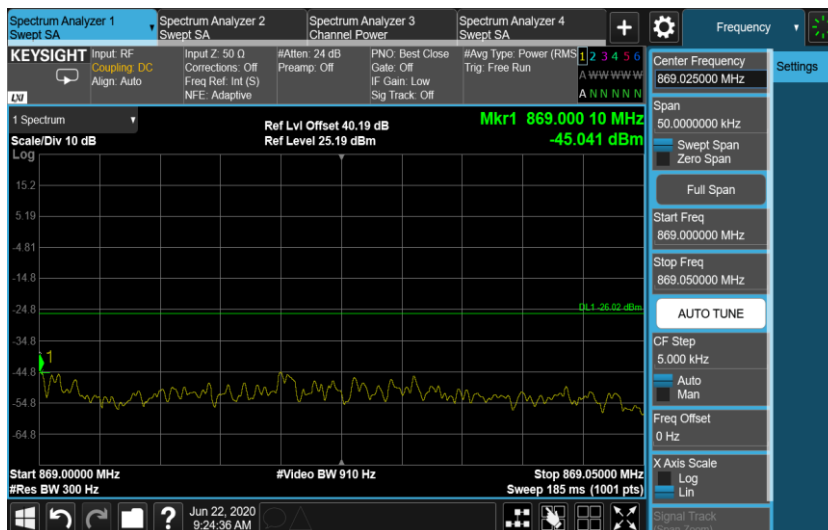 Spectrum Analyzer 1
Swept SA
Spectrum Analyzer 2
Swept SA
Spectrum Analyzer 3
Channel Power
Spectrum Analyzer 4
Swept SA
+
Frequency
KEYSIGHT
LXI
Input: RF
Coupling: DC
Align: Auto
Input Z: 50 Ω
Corrections: Off
Freq Ref: Int (S)
NFE: Adaptive
#Atten: 24 dB
Preamp: Off
PNO: Best Close
Gate: Off
IF Gain: Low
Sig Track: Off
#Avg Type: Power (RMS
Trig: Free Run
1 2 3 4 5 6
A W W W W W
A N N N N N
1 Spectrum
Scale/Div 10 dB
Log
Ref Lvl Offset 40.19 dB
Ref Level 25.19 dBm
Mkr1 869.000 10 MHz
-45.041 dBm
15.2
5.19
-4.81
-14.8
-24.8
-34.8
-44.8
-54.8
-64.8
DL1 -26.02 dBm
1
Start 869.00000 MHz
#Res BW 300 Hz
#Video BW 910 Hz
Stop 869.05000 MHz
Sweep 185 ms (1001 pts)
Jun 22, 2020
9:24:36 AM
?
Center Frequency
869.025000 MHz
Span
50.0000000 kHz
Swept Span
Zero Span
Full Span
Start Freq
869.000000 MHz
Stop Freq
869.050000 MHz
AUTO TUNE
CF Step
5.000 kHz
Auto
Man
Freq Offset
0 Hz
X Axis Scale
Log
Lin
Signal Track
(Span Zoom)
Settings